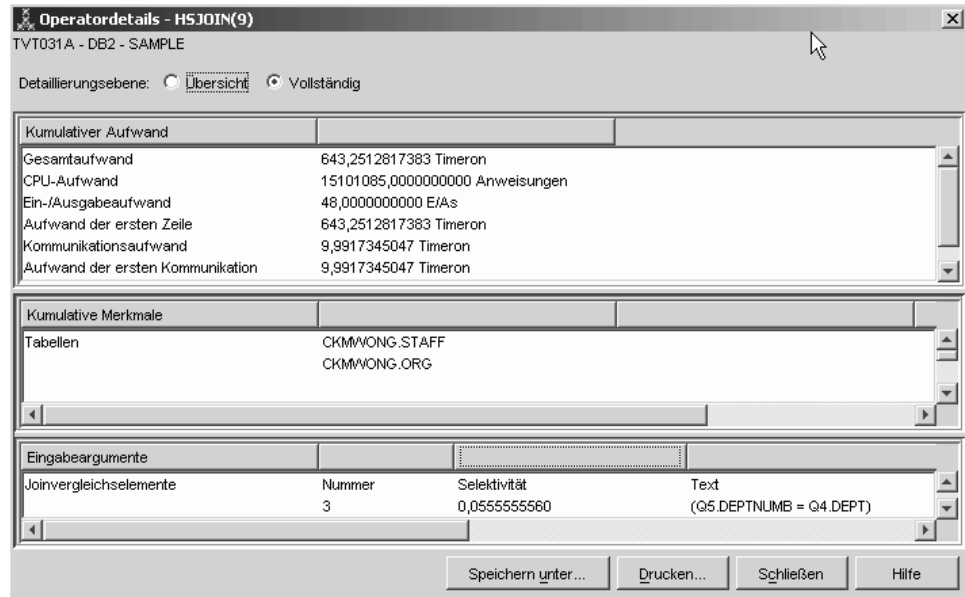 Operatordetails - HSJOIN(9)
TVT031A - DB2 - SAMPLE
Detaillierungsebene: Übersicht Vollständig
Kumulativer Aufwand
Gesamtaufwand 643,2512817383 Timeron
CPU-Aufwand 15101085,0000000000 Anweisungen
Ein-/Ausgabeaufwand 48,0000000000 E/As
Aufwand der ersten Zeile 643,2512817383 Timeron
Kommunikationsaufwand 9,9917345047 Timeron
Aufwand der ersten Kommunikation 9,9917345047 Timeron
Kumulative Merkmale
Tabellen CKMWONG.STAFF
CKMWONG.ORG
Eingabeargumente
Joinvergleichselemente Nummer Selektivität Text
3 0,0555555560 (Q5.DEPTNUMB = Q4.DEPT)
Speichern unter... Drucken... Schließen Hilfe